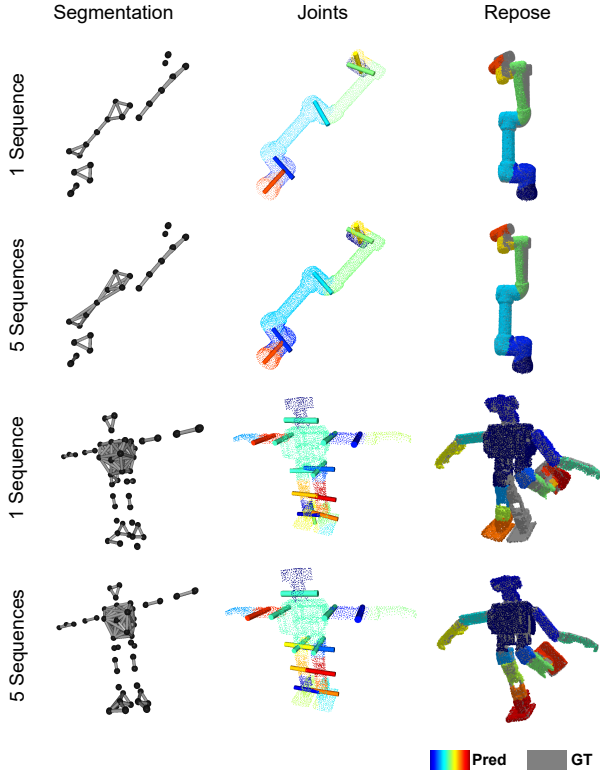 Segmentation Joints Repose
1 Sequence
5 Sequences
1 Sequence
5 Sequences
Pred GT